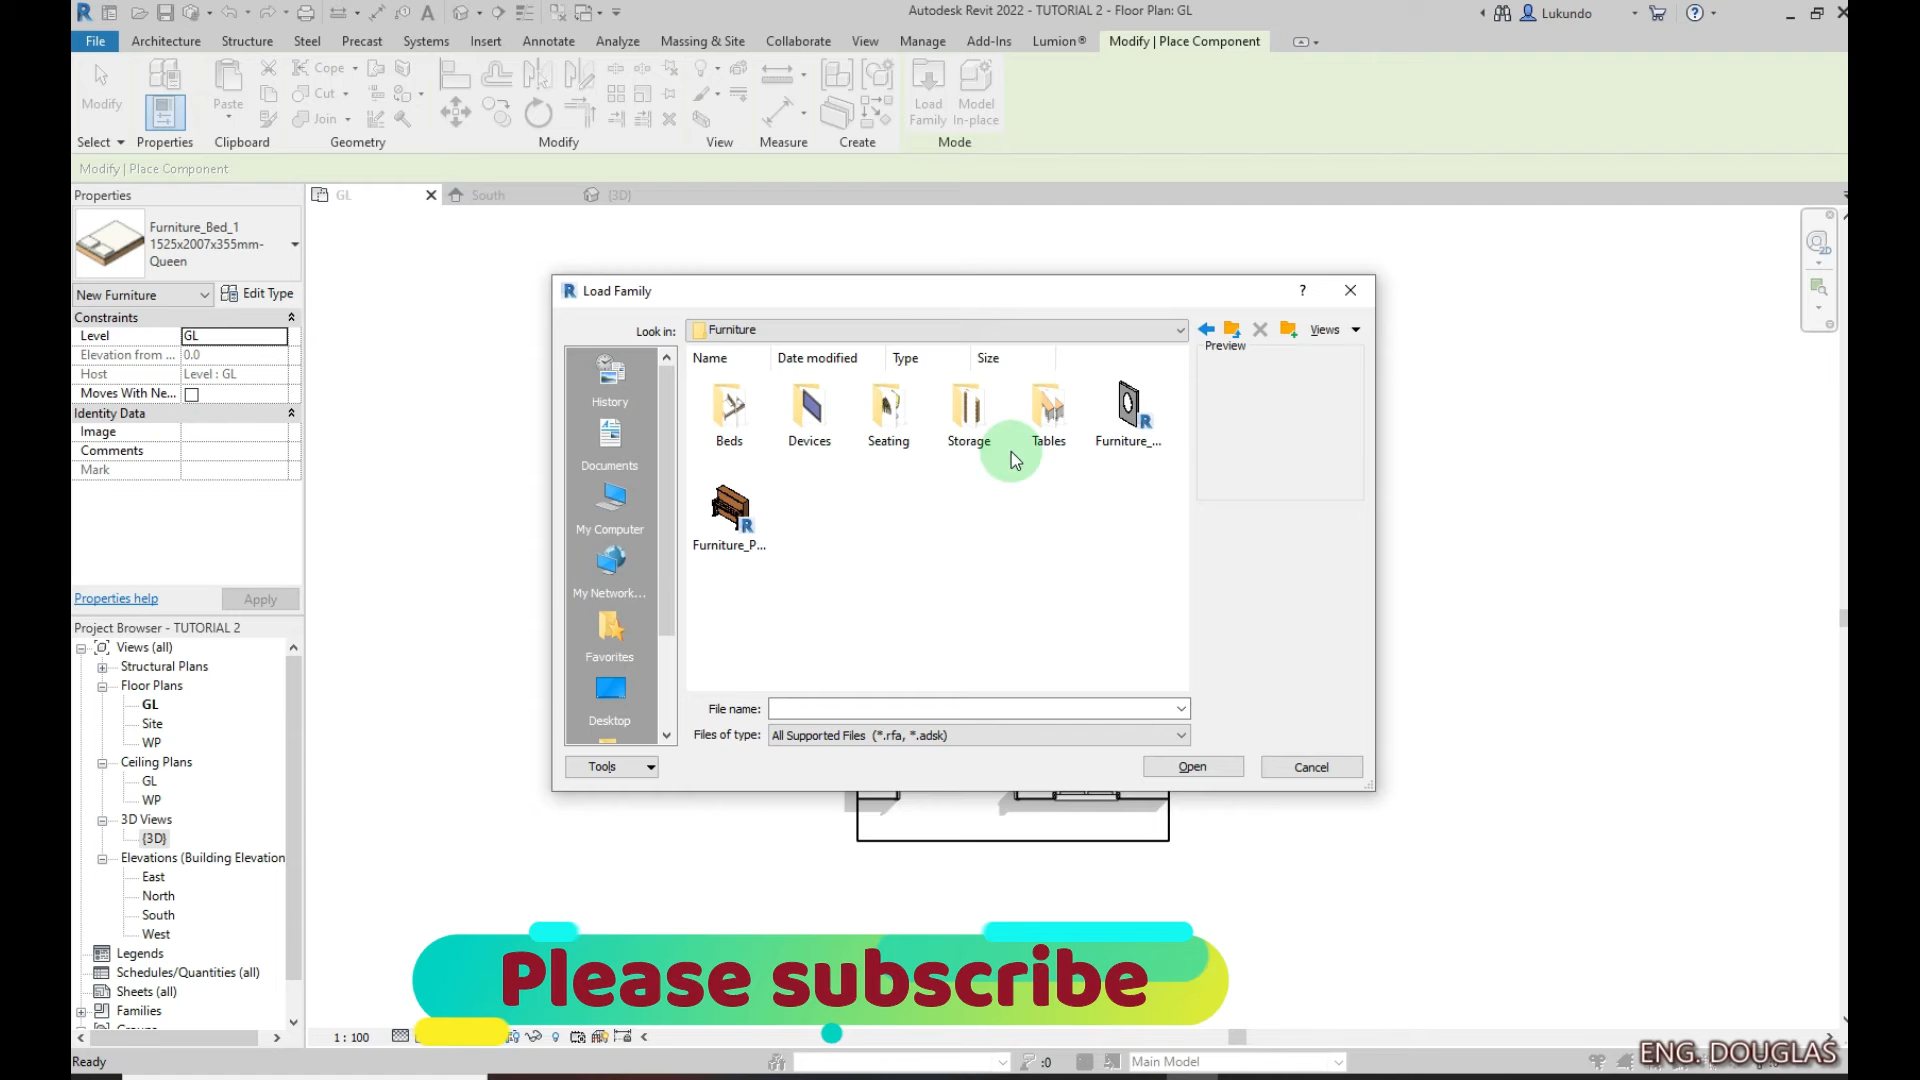 Autodesk Revit 2022 - TUTORIAL 2 - Floor Plan: GL
Lukundo
File Architecture Structure Steel Precast Systems Insert Annotate Analyze Massing & Site Collaborate View Manage Add-Ins Lumion® Modify | Place Component
Modify Paste Cope Cut Join Load Family Model In-place
Select Properties Clipboard Geometry Modify View Measure Create Mode
Modify | Place Component
Properties
GL South {3D}
Furniture_Bed_1
1525x2007x355mm-
Queen
New Furniture Edit Type
Constraints
Level GL
Elevation from ... 0.0
Host Level : GL
Moves With Ne...
Identity Data
Image
Comments
Mark
Properties help Apply
Project Browser - TUTORIAL 2
Views (all)
Structural Plans
Floor Plans
GL
Site
WP
Ceiling Plans
GL
WP
3D Views
{3D}
Elevations (Building Elevation
East
North
South
West
Legends
Schedules/Quantities (all)
Sheets (all)
Families
Load Family
Look in: Furniture Views
Preview
Name Date modified Type Size
History
Documents
My Computer
My Network...
Favorites
Desktop
Beds Devices Seating Storage Tables Furniture_...
Furniture_P...
File name:
Files of type: All Supported Files (*.rfa, *.adsk)
Tools Open Cancel
Please subscribe
1 : 100
Ready :0 Main Model
ENG. DOUGLAS